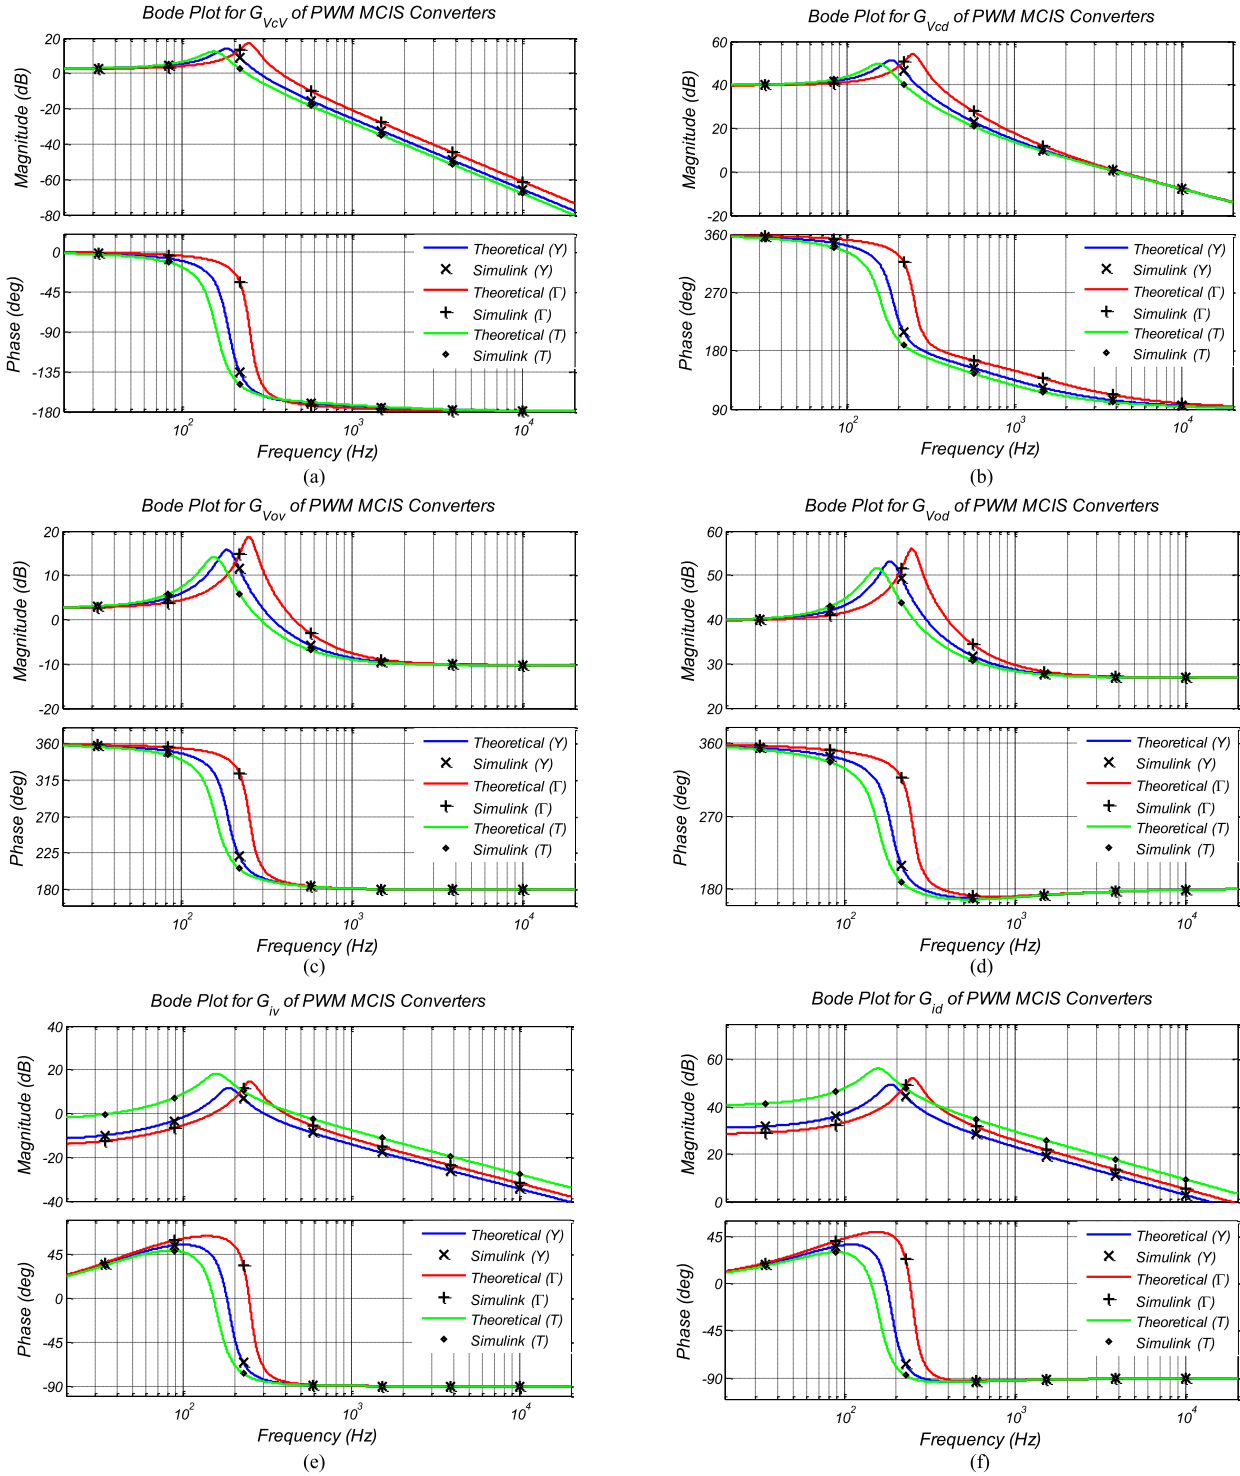 Bode Plot for G_VcV of PWM MCIS Converters
20
0
-20
-40
-60
-80
Magnitude (dB)
0
-45
-90
-135
-180
Phase (deg)
Theoretical (Y)
Simulink (Y)
Theoretical (Γ)
Simulink (Γ)
Theoretical (T)
Simulink (T)
10^2
10^3
10^4
Frequency (Hz)
(a)
Bode Plot for G_Vcd of PWM MCIS Converters
60
40
20
0
-20
Magnitude (dB)
360
270
180
90
Phase (deg)
Theoretical (Y)
Simulink (Y)
Theoretical (Γ)
Simulink (Γ)
Theoretical (T)
Simulink (T)
10^2
10^3
10^4
Frequency (Hz)
(b)
Bode Plot for G_Vov of PWM MCIS Converters
20
10
0
-10
-20
Magnitude (dB)
360
315
270
225
180
Phase (deg)
Theoretical (Y)
Simulink (Y)
Theoretical (Γ)
Simulink (Γ)
Theoretical (T)
Simulink (T)
10^2
10^3
10^4
Frequency (Hz)
(c)
Bode Plot for G_Vod of PWM MCIS Converters
60
50
40
30
20
Magnitude (dB)
360
270
180
Phase (deg)
Theoretical (Y)
Simulink (Y)
Theoretical (Γ)
Simulink (Γ)
Theoretical (T)
Simulink (T)
10^2
10^3
10^4
Frequency (Hz)
(d)
Bode Plot for G_iv of PWM MCIS Converters
40
20
0
-20
-40
Magnitude (dB)
45
0
-45
-90
Phase (deg)
Theoretical (Y)
Simulink (Y)
Theoretical (Γ)
Simulink (Γ)
Theoretical (T)
Simulink (T)
10^2
10^3
10^4
Frequency (Hz)
(e)
Bode Plot for G_id of PWM MCIS Converters
60
40
20
0
Magnitude (dB)
45
0
-45
-90
Phase (deg)
Theoretical (Y)
Simulink (Y)
Theoretical (Γ)
Simulink (Γ)
Theoretical (T)
Simulink (T)
10^2
10^3
10^4
Frequency (Hz)
(f)